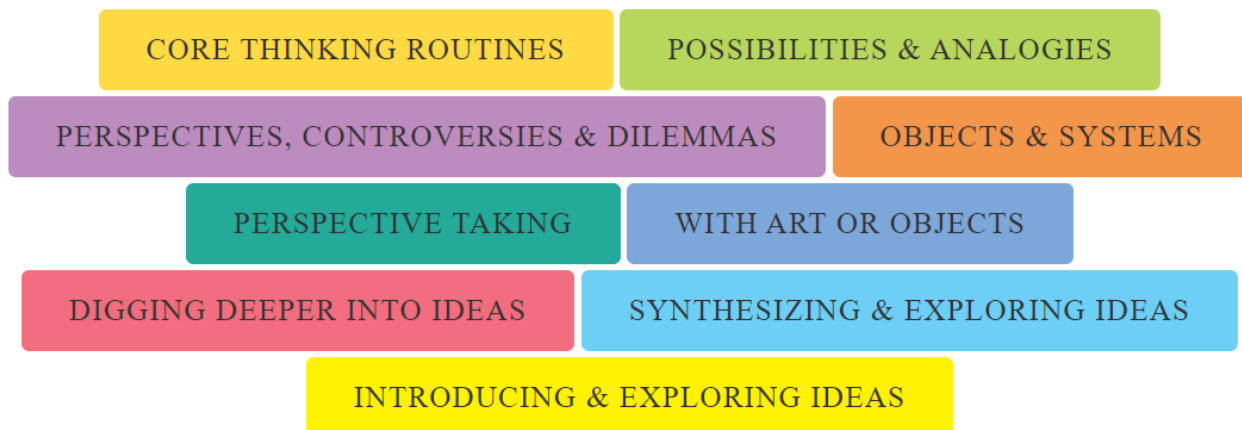 CORE THINKING ROUTINES
POSSIBILITIES & ANALOGIES
PERSPECTIVES, CONTROVERSIES & DILEMMAS
OBJECTS & SYSTEMS
PERSPECTIVE TAKING
WITH ART OR OBJECTS
DIGGING DEEPER INTO IDEAS
SYNTHESIZING & EXPLORING IDEAS
INTRODUCING & EXPLORING IDEAS